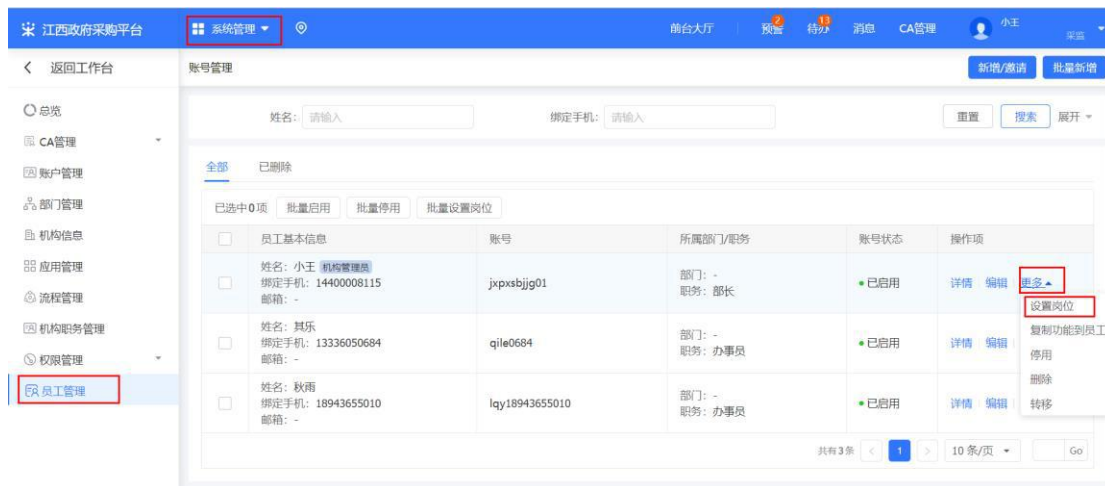 江西政府采购平台
系统管理
前台大厅 预警 2 待办 13 消息 CA管理 小王
采监
返回工作台 账号管理 新增/邀请 批量新增
总览
CA管理
账户管理
部门管理
机构信息
应用管理
流程管理
机构职务管理
权限管理
员工管理
姓名: 请输入 绑定手机: 请输入 重置 搜索 展开
全部 已删除
已选中0项 批量启用 批量停用 批量设置岗位
员工基本信息 账号 所属部门/职务 账号状态 操作项
姓名: 小王 机构管理员
绑定手机: 14400008115
邮箱: -
jxpxsbjjg01
部门: -
职务: 部长
已启用
详情 编辑 更多
设置岗位
复制功能到员工
停用
删除
转移
姓名: 其乐
绑定手机: 13336050684
邮箱: -
qile0684
部门: -
职务: 办事员
已启用
详情 编辑
姓名: 秋雨
绑定手机: 18943655010
邮箱: -
lqy18943655010
部门: -
职务: 办事员
已启用
详情 编辑
共有3条 < 1 > 10 条/页 Go